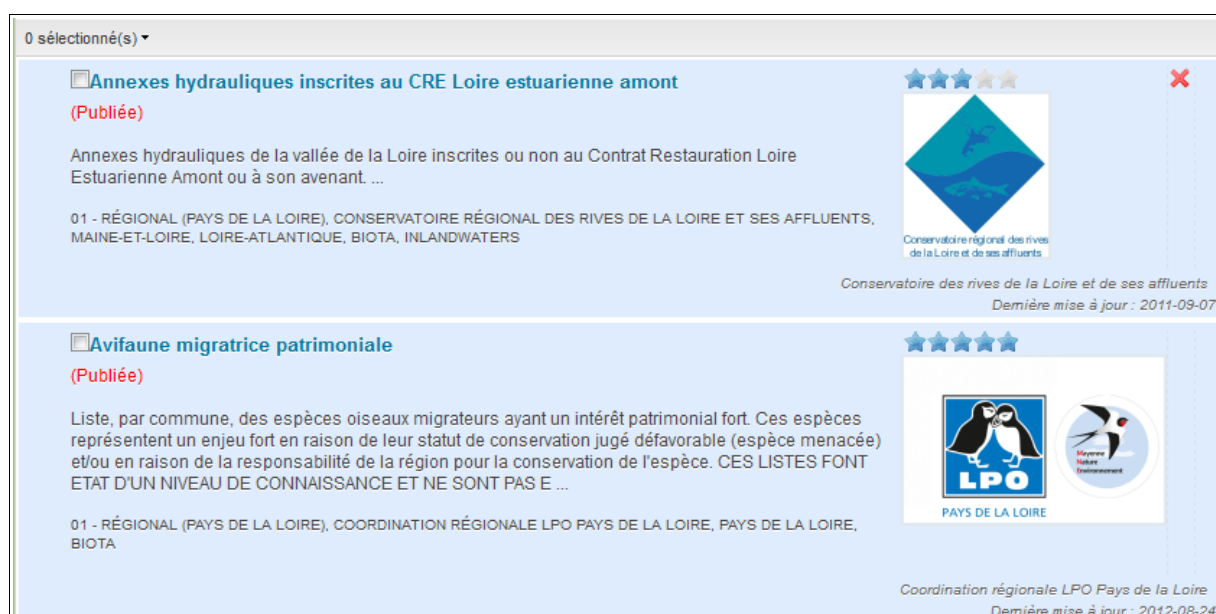 0 sélectionné(s)
Annexes hydrauliques inscrites au CRE Loire estuarienne amont
(Publiée)
Annexes hydrauliques de la vallée de la Loire inscrites ou non au Contrat Restauration Loire
Estuarienne Amont ou à son avenant. ...
01 - RÉGIONAL (PAYS DE LA LOIRE), CONSERVATOIRE RÉGIONAL DES RIVES DE LA LOIRE ET SES AFFLUENTS,
MAINE-ET-LOIRE, LOIRE-ATLANTIQUE, BIOTA, INLANDWATERS
Conservatoire régional des rives
de la Loire et de ses affluents
Conservatoire des rives de la Loire et de ses affluents
Dernière mise à jour : 2011-09-07
Avifaune migratrice patrimoniale
(Publiée)
Liste, par commune, des espèces oiseaux migrateurs ayant un intérêt patrimonial fort. Ces espèces
représentent un enjeu fort en raison de leur statut de conservation jugé défavorable (espèce menacée)
et/ou en raison de la responsabilité de la région pour la conservation de l'espèce. CES LISTES FONT
ETAT D'UN NIVEAU DE CONNAISSANCE ET NE SONT PAS E ...
01 - RÉGIONAL (PAYS DE LA LOIRE), COORDINATION RÉGIONALE LPO PAYS DE LA LOIRE, PAYS DE LA LOIRE,
BIOTA
LPO
PAYS DE LA LOIRE
Mayenne
Nature
Environnement
Coordination régionale LPO Pays de la Loire
Dernière mise à jour : 2012-08-24